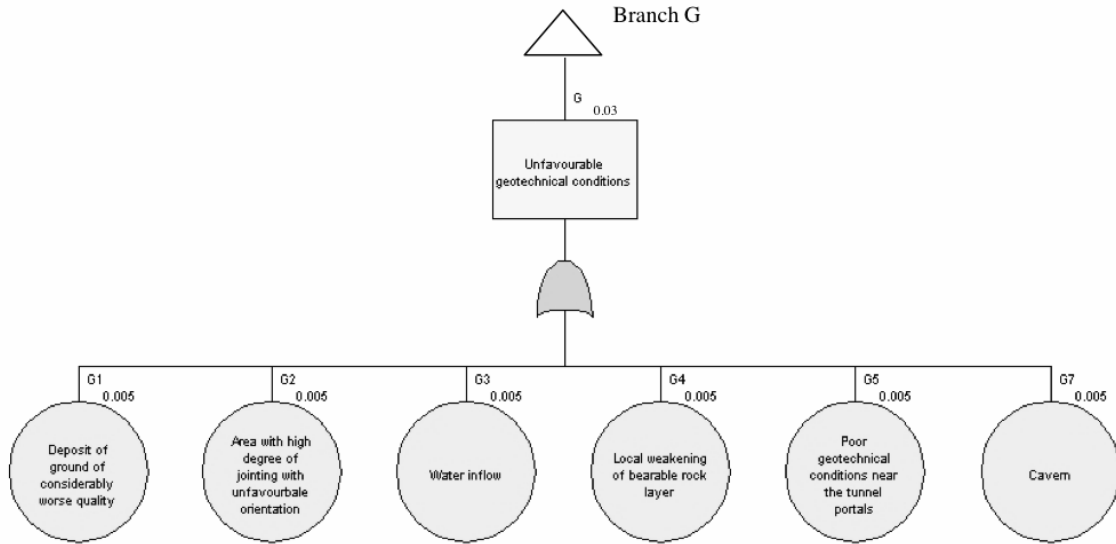 Branch G
G
0.03
Unfavourable
geotechnical conditions
G1
0.005
Deposit of
ground of
considerably
worse quality
G2
0.005
Area with high
degree of
jointing with
unfavourbale
orientation
G3
0.005
Water inflow
G4
0.005
Local weakening
of bearable rock
layer
G5
0.005
Poor
geotechnical
conditions near
the tunnel
portals
G7
0.005
Cavern